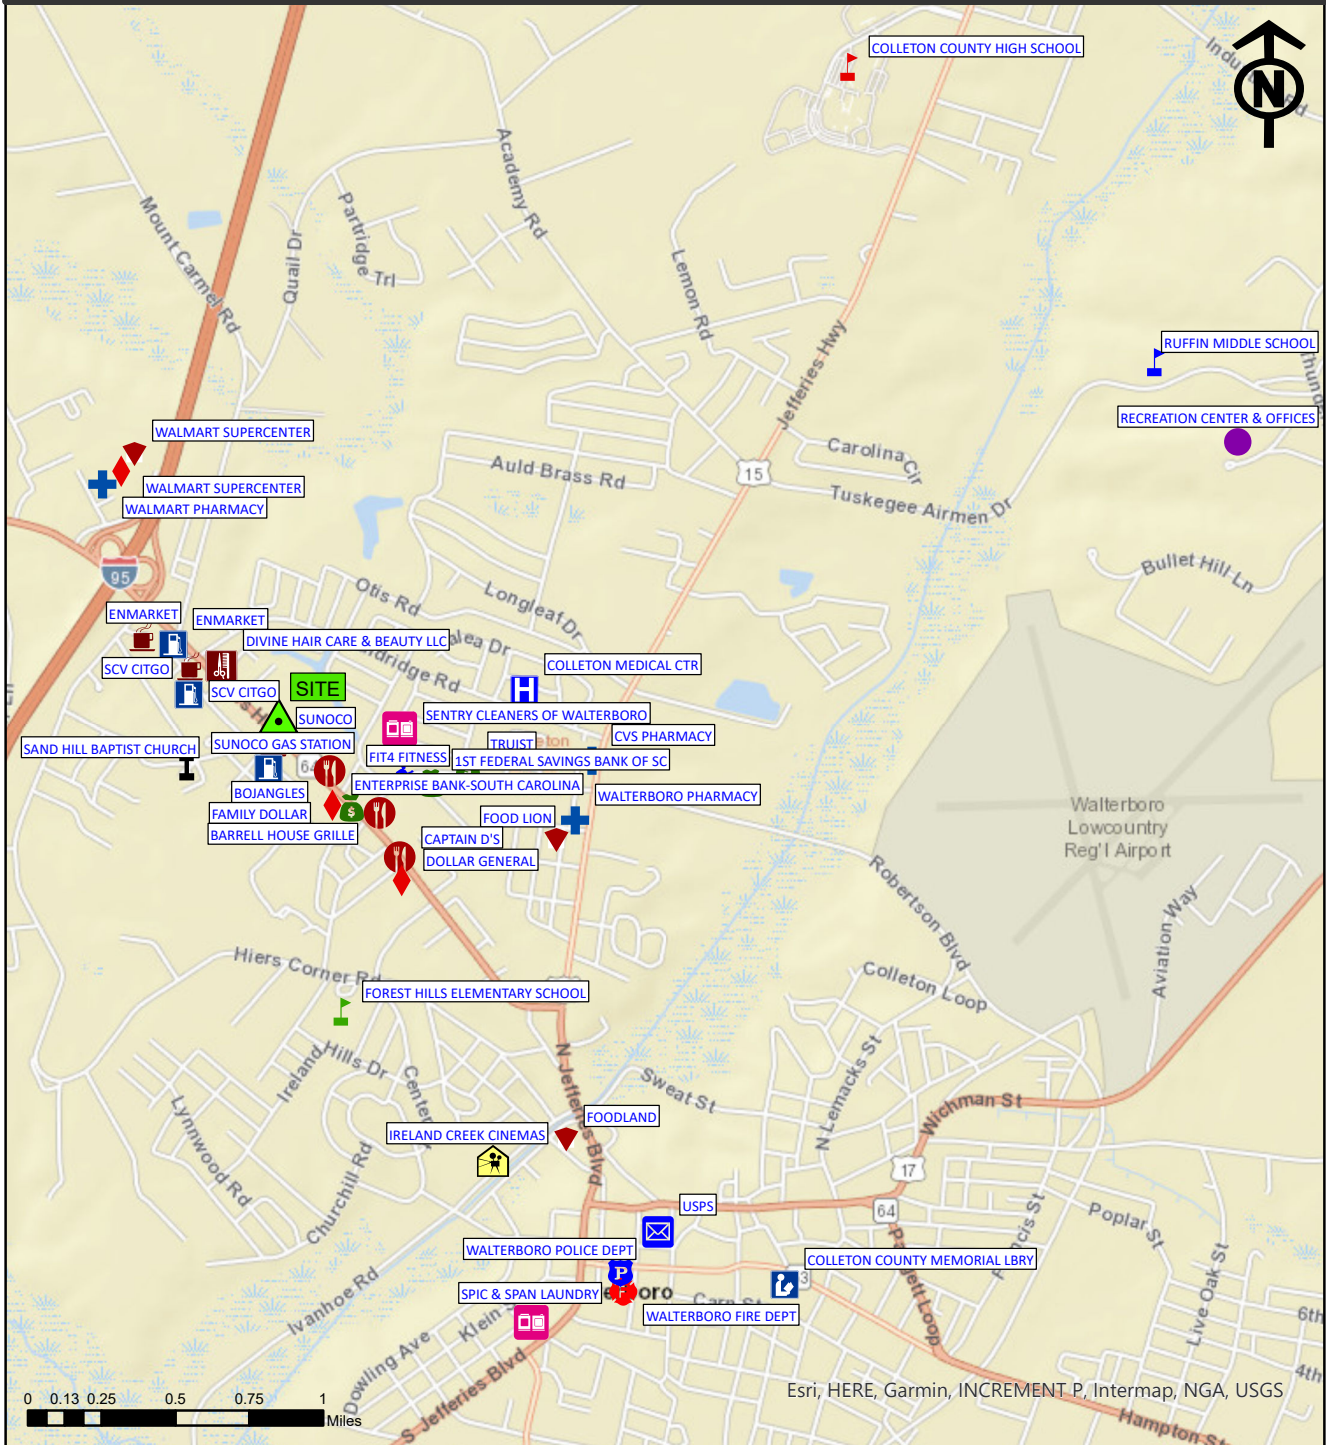 COLLETON COUNTY HIGH SCHOOL
N
Academy Rd
Partridge Trl
Mount Carmel Rd
Quail Dr
Lemon Rd
Jefferies Hwy
RUFFIN MIDDLE SCHOOL
RECREATION CENTER & OFFICES
WALMART SUPERCENTER
WALMART SUPERCENTER
WALMART PHARMACY
Auld Brass Rd
15
Carolina Cir
Tuskegee Airmen Dr
Bullet Hill Ln
95
Otis Rd
Longleaf Dr
ENMARKET
ENMARKET
DIVINE HAIR CARE & BEAUTY LLC
SCV CITGO
SCV CITGO
SITE
COLLETON MEDICAL CTR
H
SUNOCO
SENTRY CLEANERS OF WALTERBORO
CVS PHARMACY
SAND HILL BAPTIST CHURCH
SUNOCO GAS STATION
TRUIST
FIT4 FITNESS
1ST FEDERAL SAVINGS BANK OF SC
BOJANGLES
ENTERPRISE BANK-SOUTH CAROLINA
WALTERBORO PHARMACY
FAMILY DOLLAR
$
FOOD LION
BARRELL HOUSE GRILLE
CAPTAIN D'S
DOLLAR GENERAL
Walterboro
Lowcountry
Reg'l Airport
Robertson Blvd
Aviation Way
Hiers Corner Rd
Colleton Loop
FOREST HILLS ELEMENTARY SCHOOL
Ireland
Hills Dr
N Jefferies Blvd
Sweat St
N Lemacks St
Wichman St
Lynnwood Rd
Churchill Rd
FOODLAND
IRELAND CREEK CINEMAS
17
64
USPS
Poplar St
Live Oak St
WALTERBORO POLICE DEPT
P
COLLETON COUNTY MEMORIAL LBRY
SPIC & SPAN LAUNDRY
F
WALTERBORO FIRE DEPT
Ivanhoe Rd
Klein
Dowling Ave
S Jefferies Blvd
6th
4th
Hampton St
Esri, HERE, Garmin, INCREMENT P, Intermap, NGA, USGS
0 0.13 0.25 0.5 0.75 1
Miles